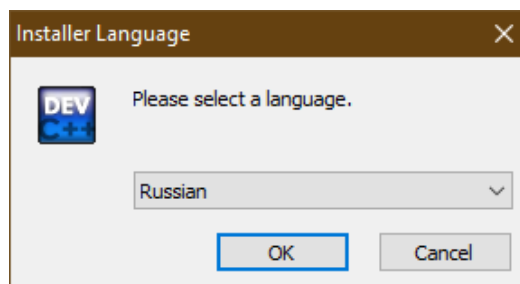 Installer Language
DEV
C++
Please select a language.
Russian
OK
Cancel